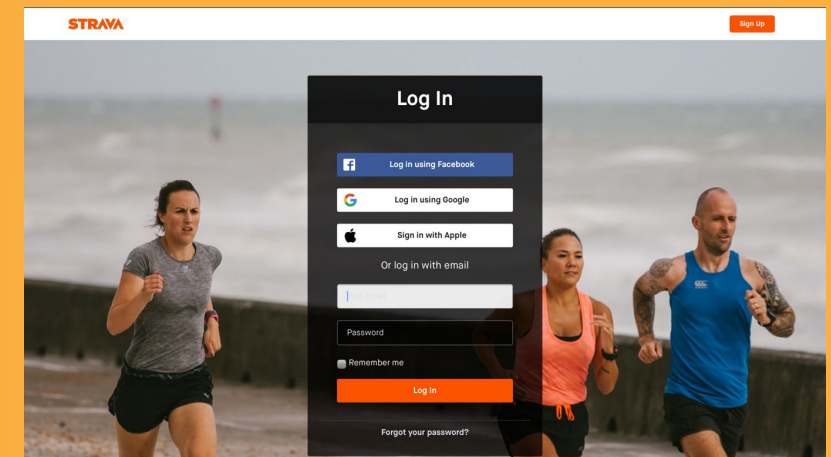 STRAVA
Sign Up
Log In
Log in using Facebook
Log in using Google
Sign in with Apple
Or log in with email
Password
Remember me
Log In
Forgot your password?